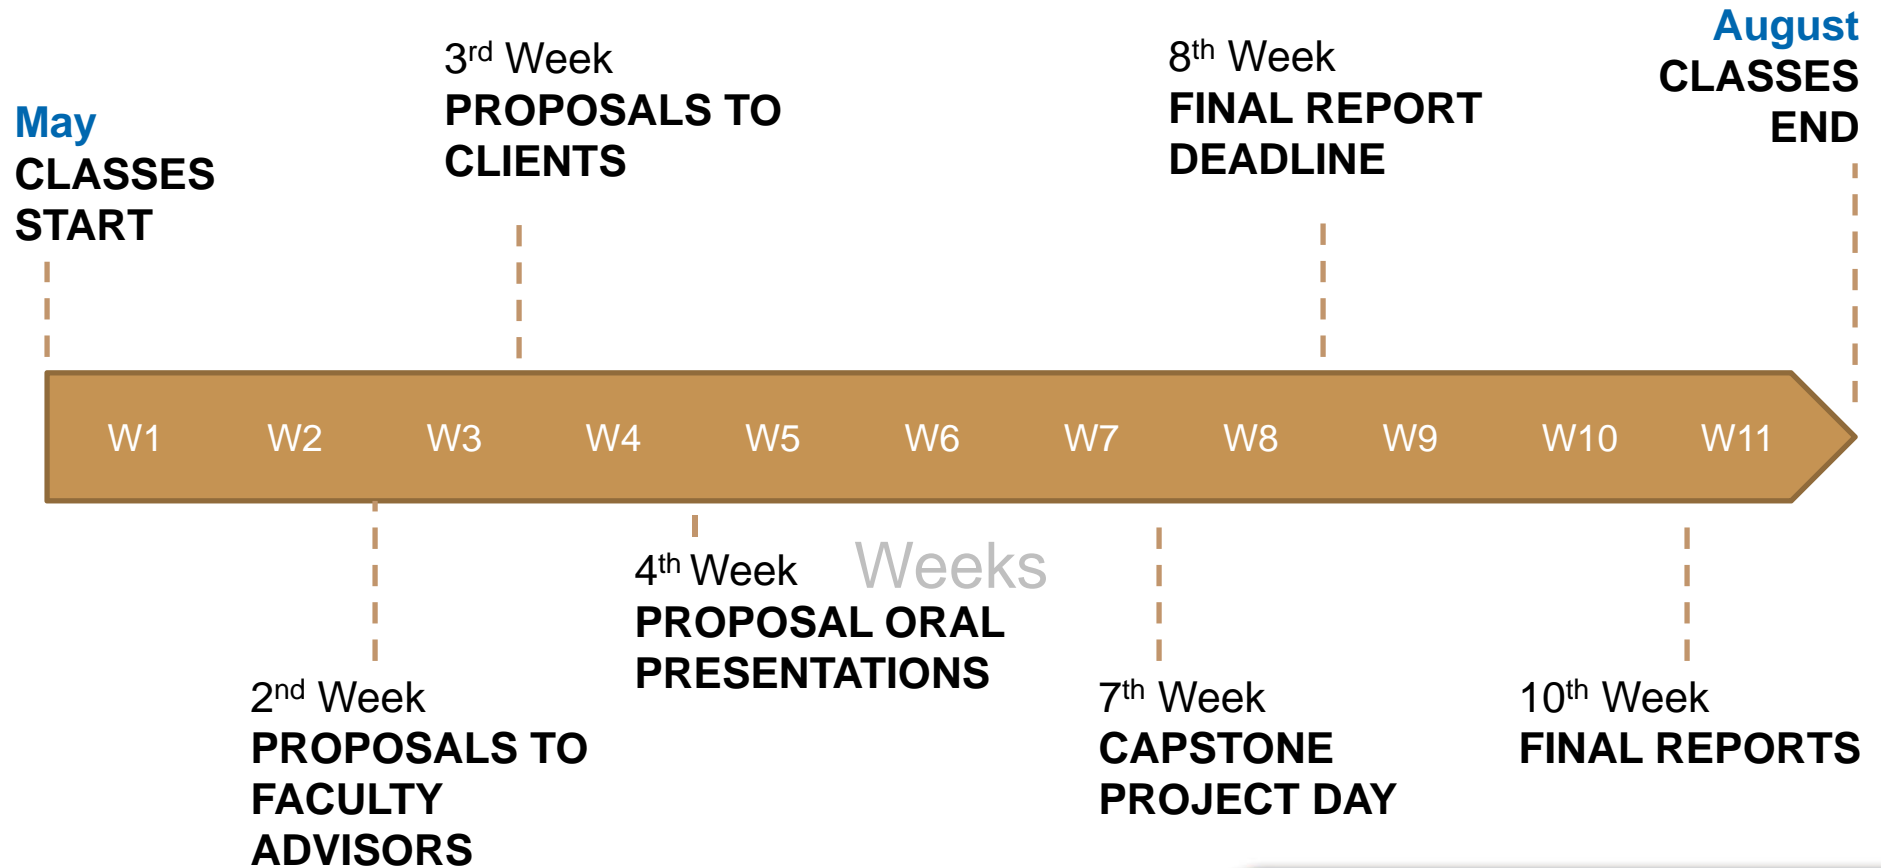 May
CLASSES
START
3rd Week
PROPOSALS TO
CLIENTS
8th Week
FINAL REPORT
DEADLINE
August
CLASSES
END
W1 W2 W3 W4 W5 W6 W7 W8 W9 W10 W11
Weeks
2nd Week
PROPOSALS TO
FACULTY
ADVISORS
4th Week
PROPOSAL ORAL
PRESENTATIONS
7th Week
CAPSTONE
PROJECT DAY
10th Week
FINAL REPORTS